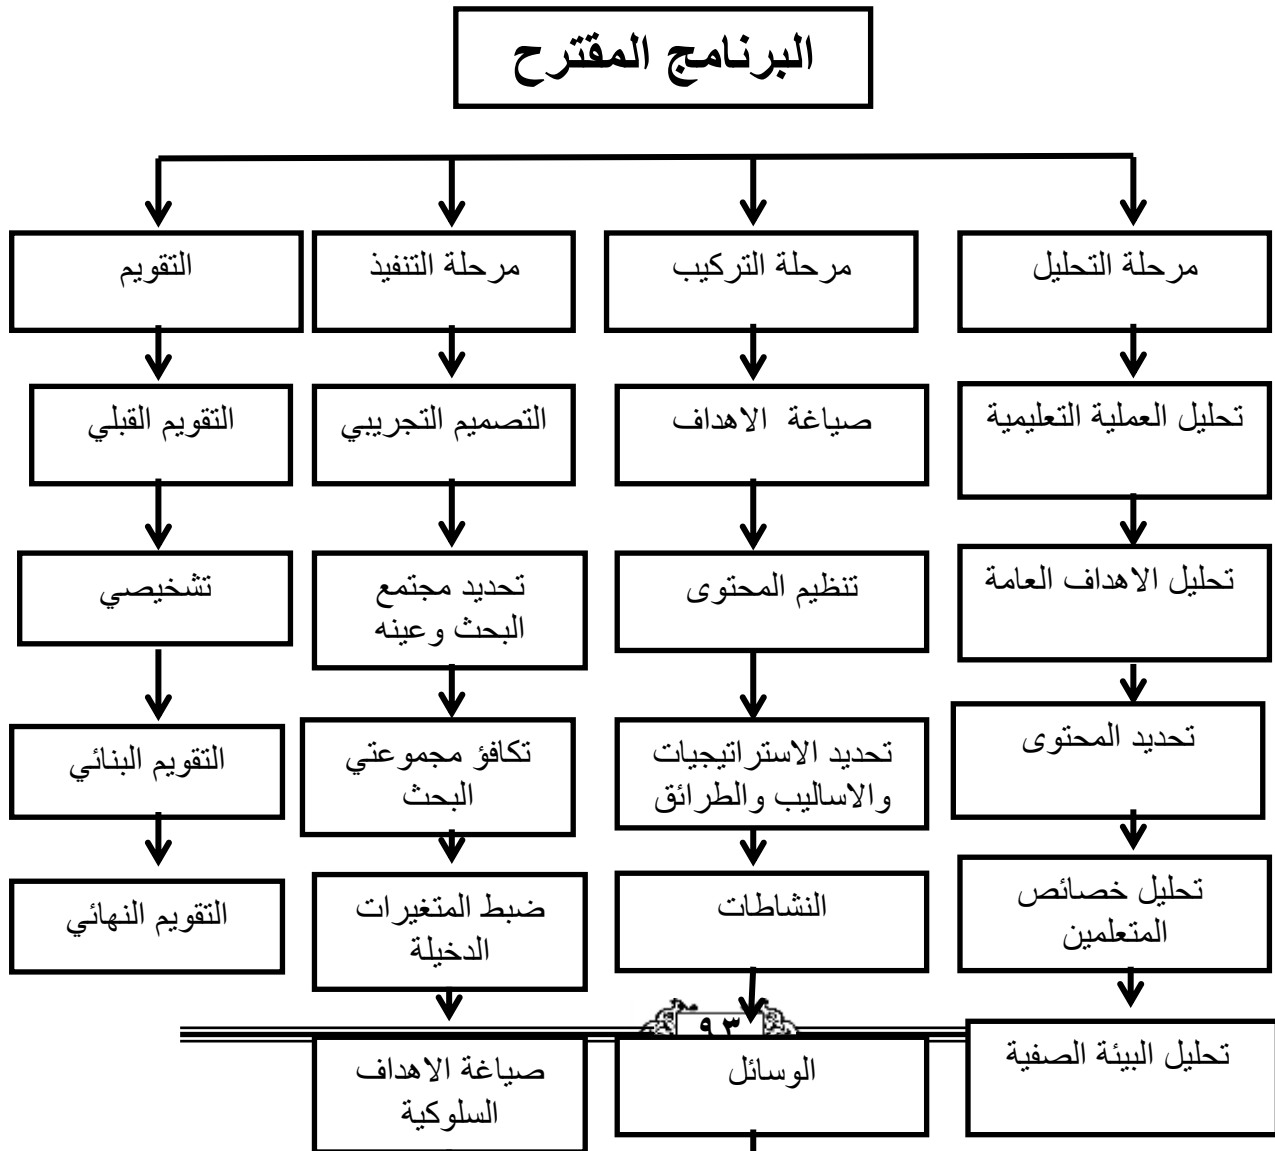 البرنامج المقترح
مرحلة التحليل
مرحلة التركيب
مرحلة التنفيذ
التقويم
تحليل العملية التعليمية
صياغة الاهداف
التصميم التجريبي
التقويم القبلي
تحليل الاهداف العامة
تنظيم المحتوى
تحديد مجتمع
البحث وعينه
تشخيصي
تحديد المحتوى
تحديد الاستراتيجيات
والاساليب والطرائق
تكافؤ مجموعتي
البحث
التقويم البنائي
تحليل خصائص
المتعلمين
النشاطات
ضبط المتغيرات
الدخيلة
التقويم النهائي
٩٣
تحليل البيئة الصفية
الوسائل
صياغة الاهداف
السلوكية